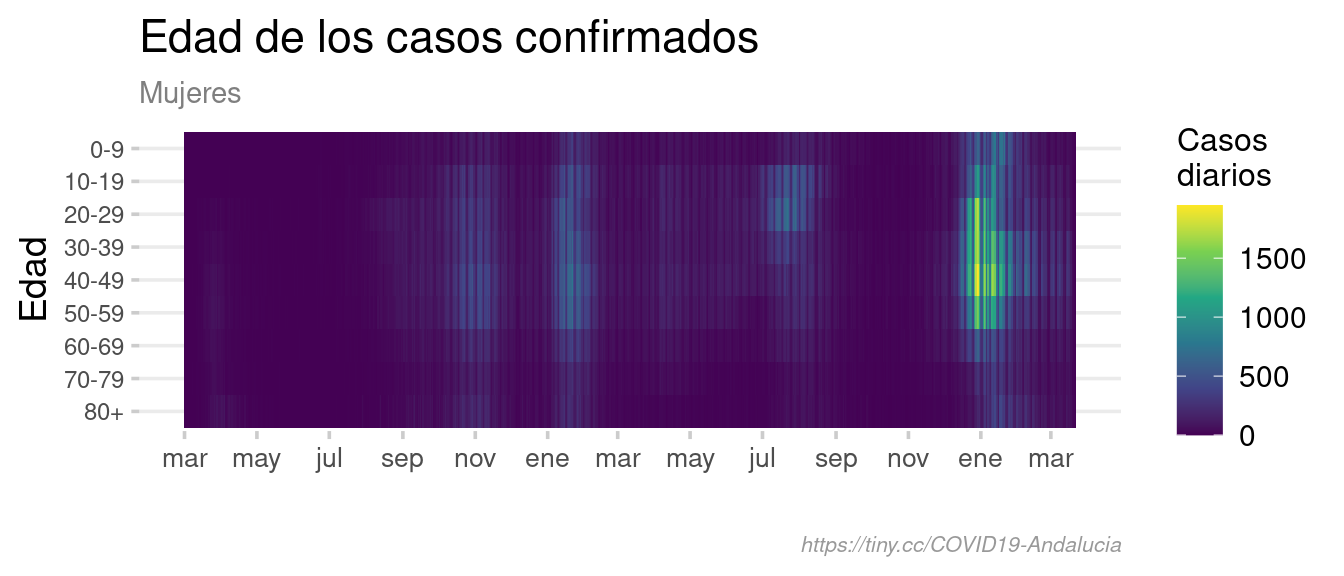 Edad de los casos confirmados
Mujeres
Edad
0-9
10-19
20-29
30-39
40-49
50-59
60-69
70-79
80+
mar may jul sep nov ene mar may jul sep nov ene mar
Casos
diarios
1500
1000
500
0
https://tiny.cc/COVID19-Andalucia